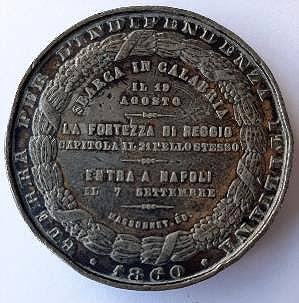 GUERRA PER L'INDIPENDENZA ITALIANA
SBARCA IN CALABRIA
IL 19
AGOSTO
LA FORTEZZA DI REGGIO
CAPITOLA IL 21 DELLO STESSO
ENTRA A NAPOLI
IL 7 SETTEMBRE
MASSONNET, ED.
· 1860 ·